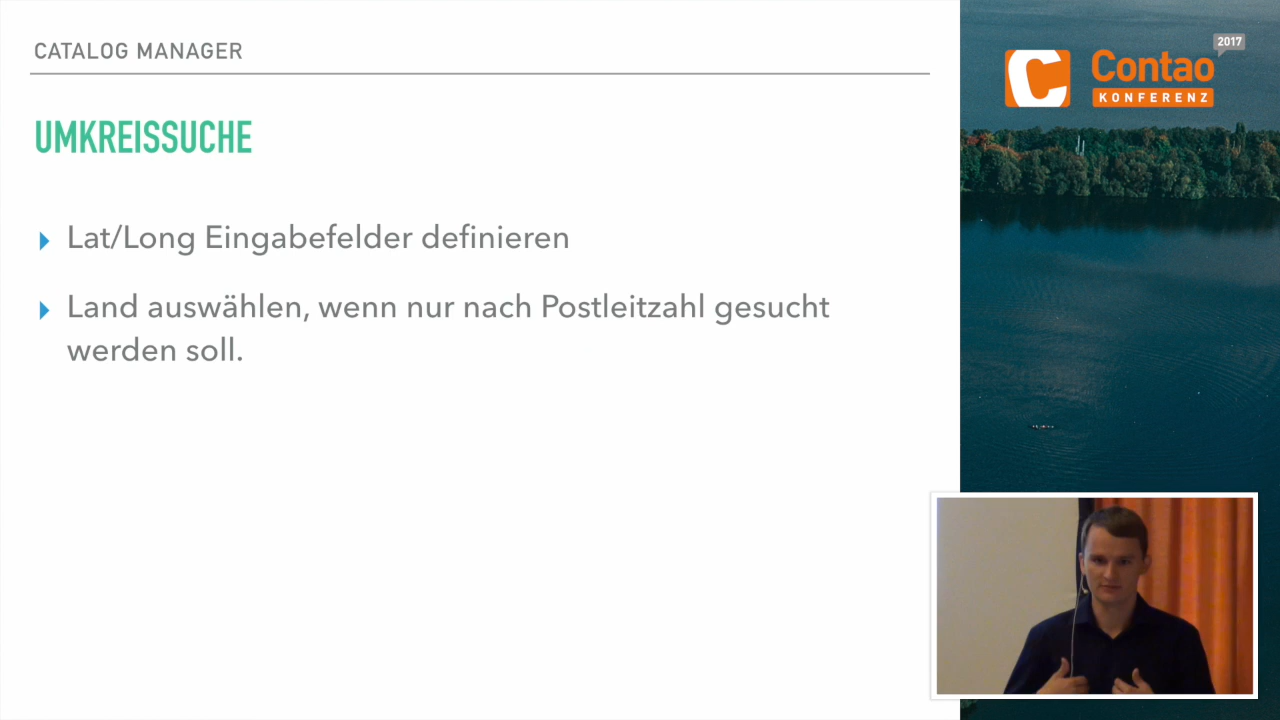 CATALOG MANAGER
UMKREISSUCHE
Lat/Long Eingabefelder definieren
Land auswählen, wenn nur nach Postleitzahl gesucht
werden soll.
2017
Contao
KONFERENZ